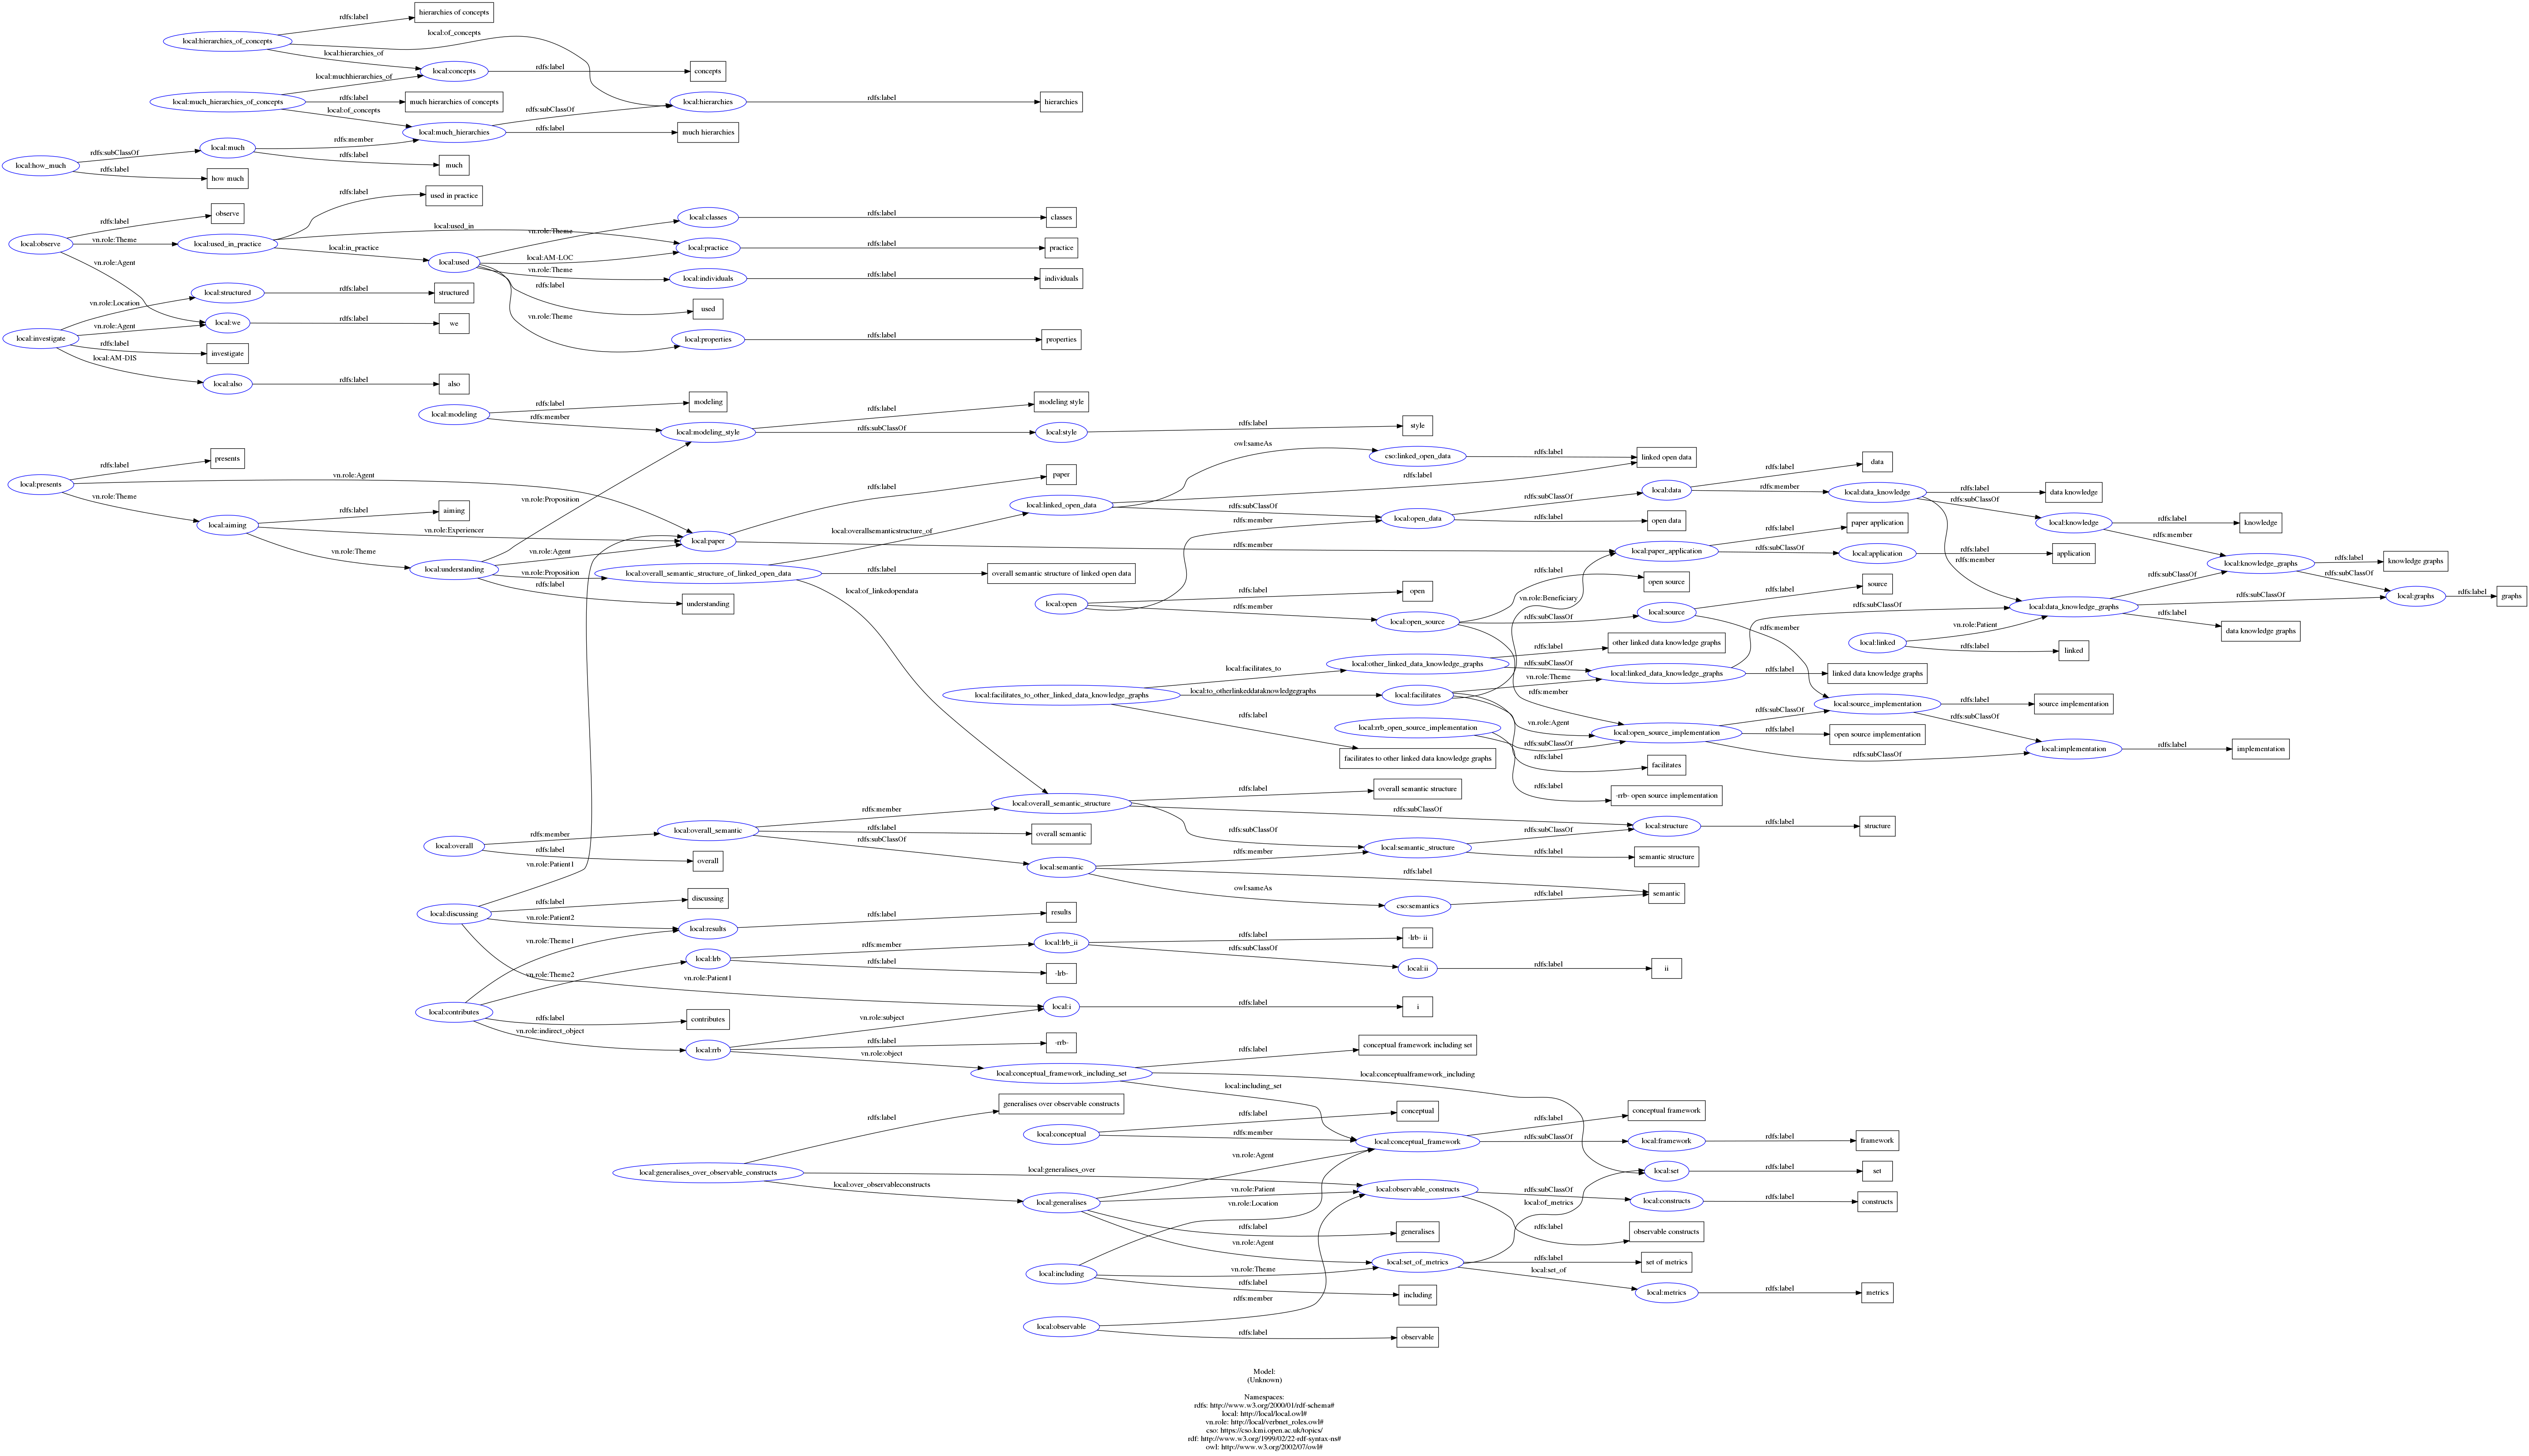 rdfs:label
hierarchies of concepts
local:hierarchies_of_concepts
local:of_concepts
local:hierarchies_of
local:muchhierarchies_of
local:concepts
rdfs:label
concepts
local:much_hierarchies_of_concepts
rdfs:label
much hierarchies of concepts
local:of_concepts
rdfs:subClassOf
local:hierarchies
rdfs:label
hierarchies
local:much_hierarchies
rdfs:label
much hierarchies
local:how_much
rdfs:subClassOf
local:much
rdfs:member
rdfs:label
much
rdfs:label
how much
rdfs:label
used in practice
rdfs:label
observe
local:observe
vn.role:Theme
local:used_in_practice
local:used_in
local:in_practice
vn.role:Agent
local:used
vn.role:Theme
local:classes
rdfs:label
classes
local:AM-LOC
local:practice
rdfs:label
practice
vn.role:Theme
local:individuals
rdfs:label
individuals
rdfs:label
used
vn.role:Theme
local:properties
rdfs:label
properties
vn.role:Location
local:structured
rdfs:label
structured
local:investigate
vn.role:Agent
local:we
rdfs:label
we
rdfs:label
investigate
local:AM-DIS
local:also
rdfs:label
also
local:modeling
rdfs:label
modeling
rdfs:member
local:modeling_style
rdfs:label
modeling style
rdfs:subClassOf
local:style
rdfs:label
style
local:presents
rdfs:label
presents
vn.role:Agent
vn.role:Theme
local:aiming
rdfs:label
aiming
vn.role:Experiencer
vn.role:Theme
local:understanding
vn.role:Proposition
vn.role:Agent
vn.role:Proposition
rdfs:label
understanding
local:paper
rdfs:label
paper
rdfs:member
local:overall_semantic_structure_of_linked_open_data
local:overallsemanticstructure_of
rdfs:label
overall semantic structure of linked open data
local:of_linkedopendata
local:linked_open_data
owl:sameAs
cso:linked_open_data
rdfs:label
linked open data
rdfs:label
rdfs:subClassOf
rdfs:member
local:open_data
rdfs:subClassOf
rdfs:label
open data
local:data
rdfs:label
data
rdfs:member
local:data_knowledge
rdfs:label
data knowledge
rdfs:subClassOf
rdfs:member
local:knowledge
rdfs:label
knowledge
rdfs:member
local:knowledge_graphs
rdfs:label
knowledge graphs
rdfs:subClassOf
local:graphs
rdfs:label
graphs
local:paper_application
rdfs:label
paper application
rdfs:subClassOf
local:application
rdfs:label
application
local:open
rdfs:label
open
rdfs:member
local:open_source
rdfs:label
open source
vn.role:Beneficiary
rdfs:subClassOf
rdfs:member
local:source
rdfs:label
source
rdfs:member
rdfs:subClassOf
local:data_knowledge_graphs
rdfs:subClassOf
rdfs:subClassOf
rdfs:label
data knowledge graphs
local:linked
vn.role:Patient
rdfs:label
linked
local:facilitates_to_other_linked_data_knowledge_graphs
local:facilitates_to
local:to_otherlinkeddataknowledgegraphs
rdfs:label
facilitates to other linked data knowledge graphs
local:other_linked_data_knowledge_graphs
rdfs:label
other linked data knowledge graphs
rdfs:subClassOf
local:facilitates
vn.role:Theme
local:linked_data_knowledge_graphs
rdfs:label
linked data knowledge graphs
vn.role:Agent
rdfs:label
facilitates
local:rrb_open_source_implementation
rdfs:subClassOf
rdfs:label
-rrb- open source implementation
local:open_source_implementation
rdfs:subClassOf
rdfs:label
open source implementation
rdfs:subClassOf
local:source_implementation
rdfs:label
source implementation
rdfs:subClassOf
local:implementation
rdfs:label
implementation
local:overall
rdfs:member
rdfs:label
overall
local:overall_semantic
rdfs:member
rdfs:label
overall semantic
rdfs:subClassOf
local:overall_semantic_structure
rdfs:label
overall semantic structure
rdfs:subClassOf
rdfs:subClassOf
local:semantic_structure
rdfs:subClassOf
rdfs:label
semantic structure
local:structure
rdfs:label
structure
local:semantic
rdfs:member
rdfs:label
semantic
owl:sameAs
cso:semantics
rdfs:label
local:discussing
vn.role:Patient1
rdfs:label
discussing
vn.role:Patient2
vn.role:Patient1
local:results
rdfs:label
results
local:contributes
vn.role:Theme1
vn.role:Theme2
rdfs:label
contributes
vn.role:indirect_object
local:lrb
rdfs:member
rdfs:label
-lrb-
local:lrb_ii
rdfs:label
-lrb- ii
rdfs:subClassOf
local:ii
rdfs:label
ii
local:i
rdfs:label
i
local:rrb
vn.role:subject
rdfs:label
-rrb-
vn.role:object
local:conceptual_framework_including_set
rdfs:label
conceptual framework including set
local:conceptualframework_including
local:including_set
local:generalises_over_observable_constructs
rdfs:label
generalises over observable constructs
local:generalises_over
local:over_observableconstructs
local:conceptual
rdfs:label
conceptual
rdfs:member
local:conceptual_framework
rdfs:label
conceptual framework
rdfs:subClassOf
local:framework
rdfs:label
framework
local:set
rdfs:label
set
local:generalises
vn.role:Agent
vn.role:Patient
vn.role:Location
rdfs:label
generalises
vn.role:Agent
local:observable_constructs
rdfs:subClassOf
local:constructs
rdfs:label
constructs
local:of_metrics
rdfs:label
observable constructs
local:including
vn.role:Theme
rdfs:label
including
local:set_of_metrics
rdfs:label
set of metrics
local:set_of
local:metrics
rdfs:label
metrics
local:observable
rdfs:member
rdfs:label
observable
Model:
(Unknown)
Namespaces:
rdfs: http://www.w3.org/2000/01/rdf-schema#
local: http://local/local.owl#
vn.role: http://local/verbnet_roles.owl#
cso: https://cso.kmi.open.ac.uk/topics/
rdf: http://www.w3.org/1999/02/22-rdf-syntax-ns#
owl: http://www.w3.org/2002/07/owl#